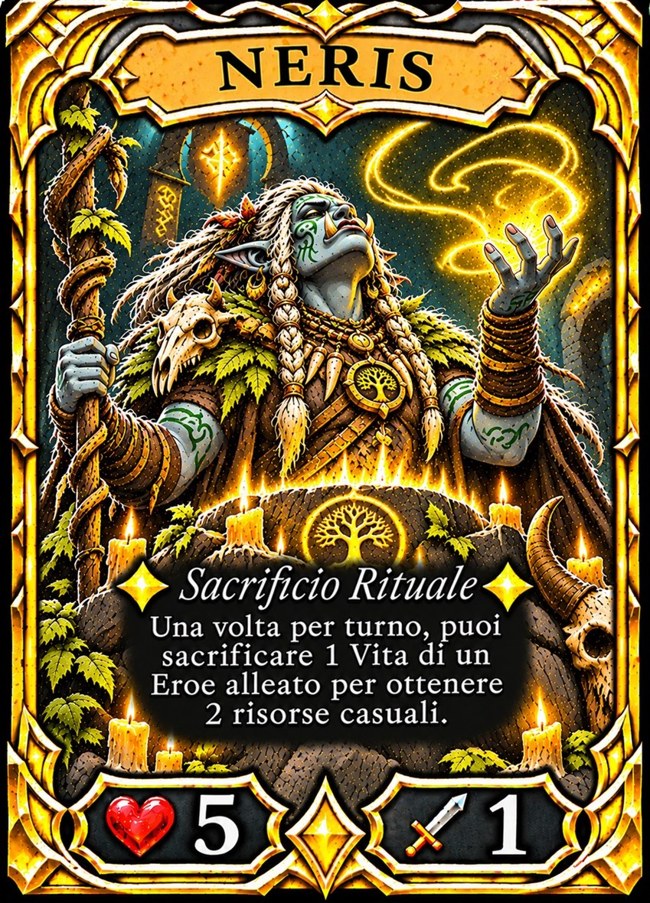 NERIS
Sacrificio Rituale
Una volta per turno, puoi
sacrificare 1 Vita di un
Eroe alleato per ottenere
2 risorse casuali.
5
1